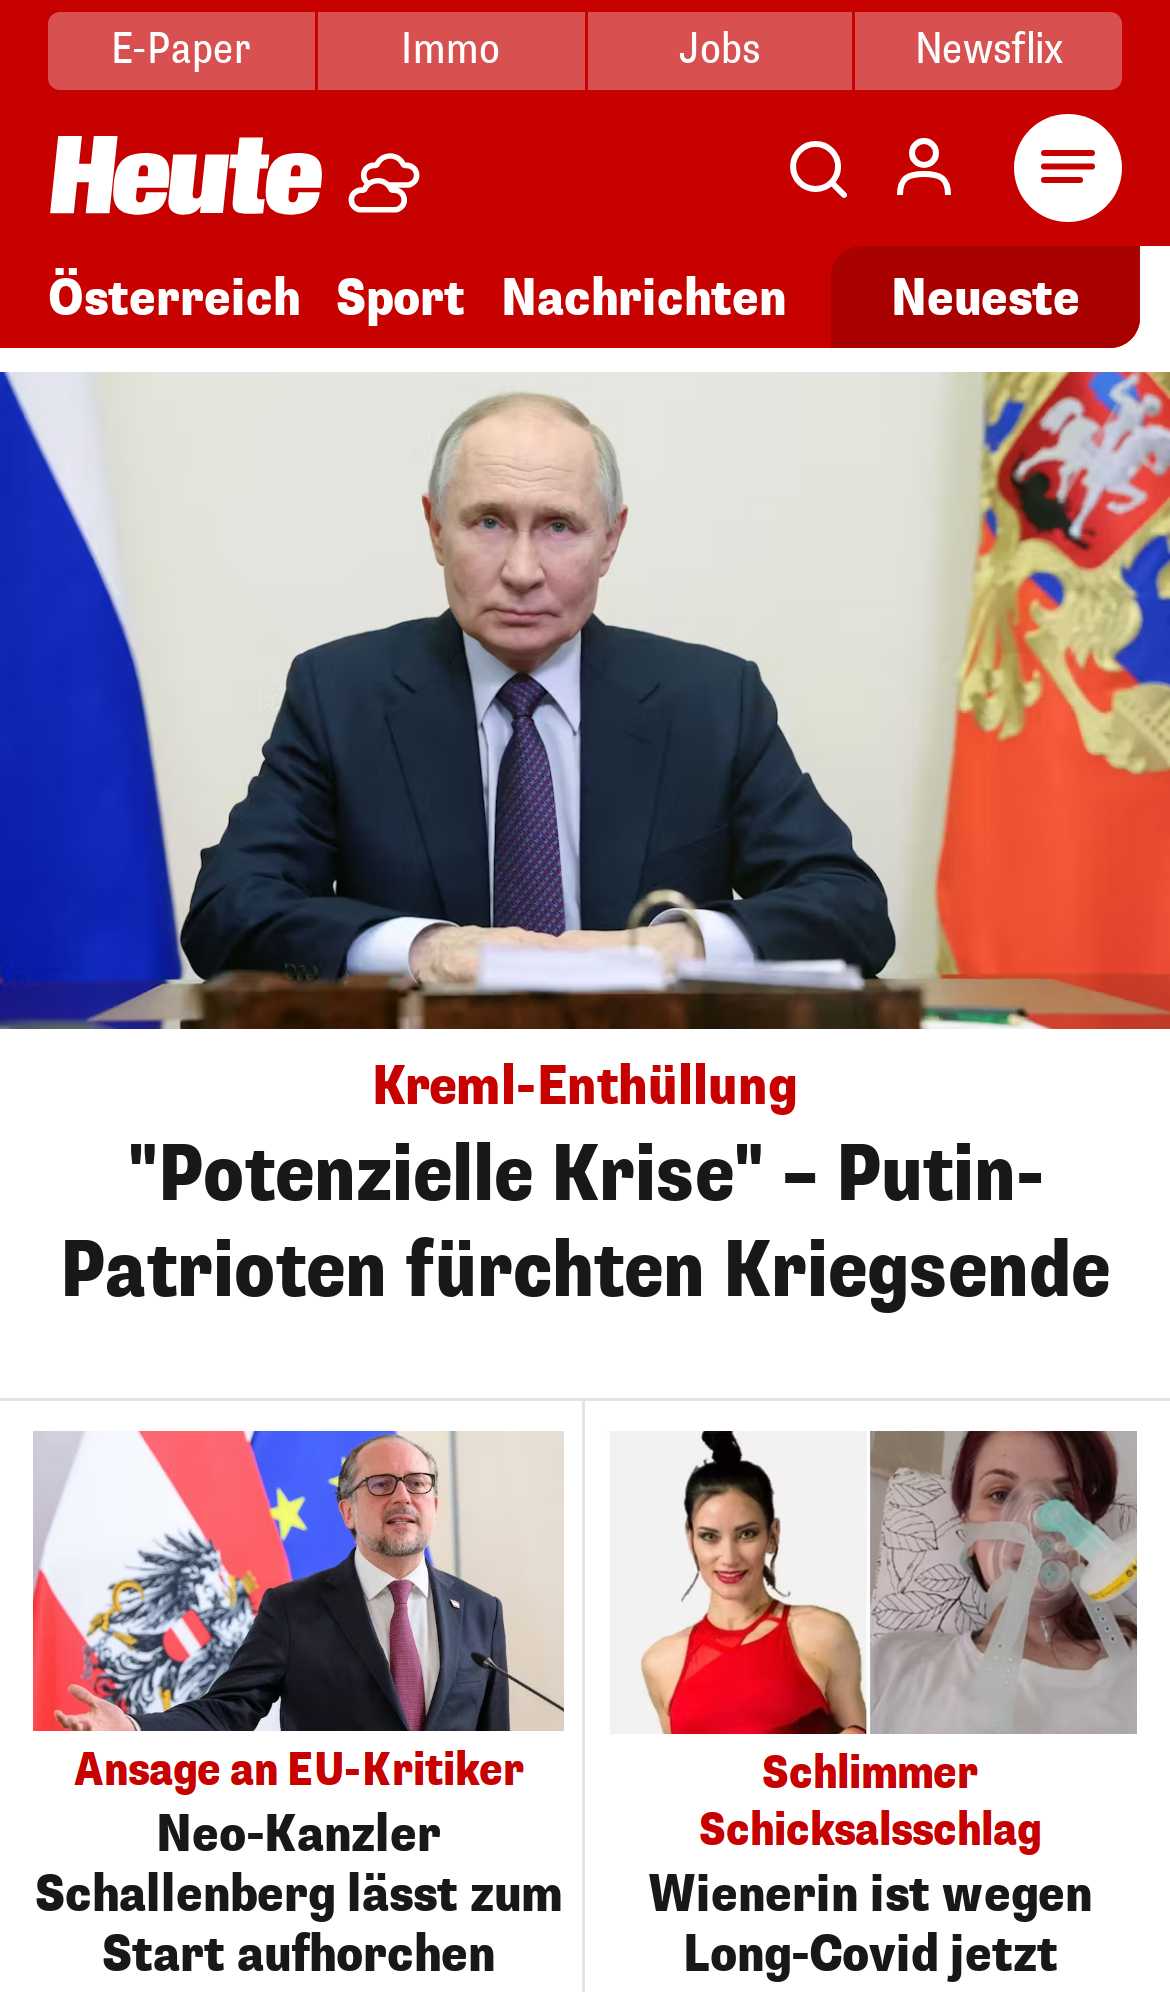 E-Paper
Immo
Jobs
Newsflix
Heute
Österreich
Sport
Nachrichten
Neueste
Kreml-Enthüllung
"Potenzielle Krise" – Putin-
Patrioten fürchten Kriegsende
Ansage an EU-Kritiker
Neo-Kanzler
Schallenberg lässt zum
Start aufhorchen
Schlimmer
Schicksalsschlag
Wienerin ist wegen
Long-Covid jetzt